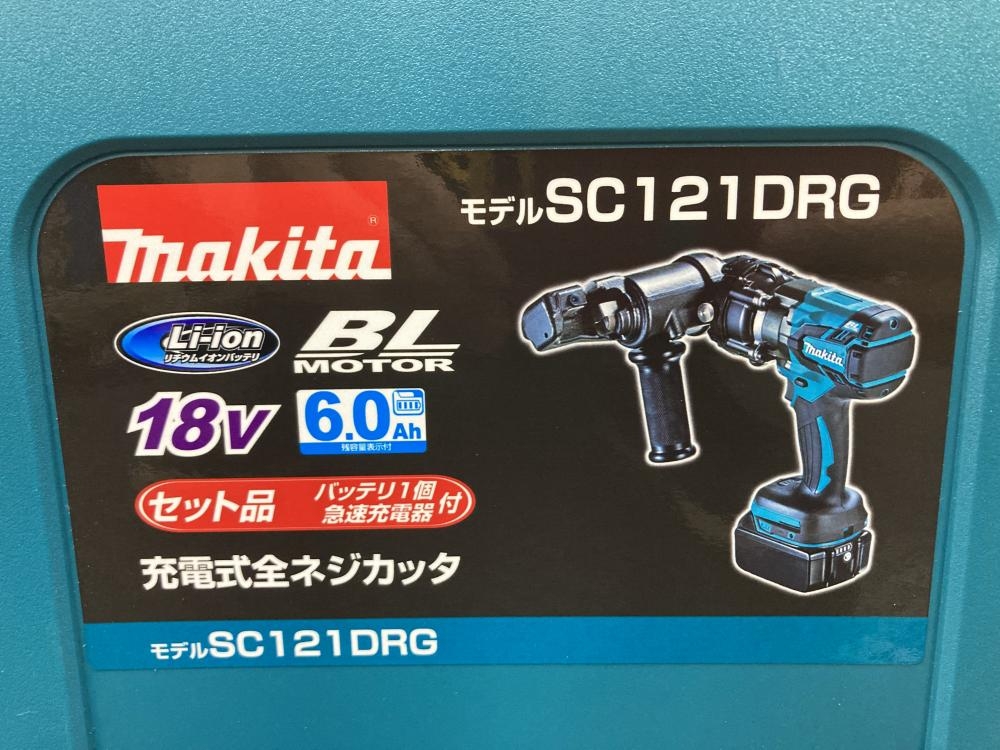 makita®
モデルSC121DRG
Li-ion
リチウムイオンバッテリ
BL
MOTOR
18V
6.0Ah
残容量表示付
セット品 バッテリ1個
急速充電器 付
充電式全ネジカッタ
BL
makita
モデルSC121DRG